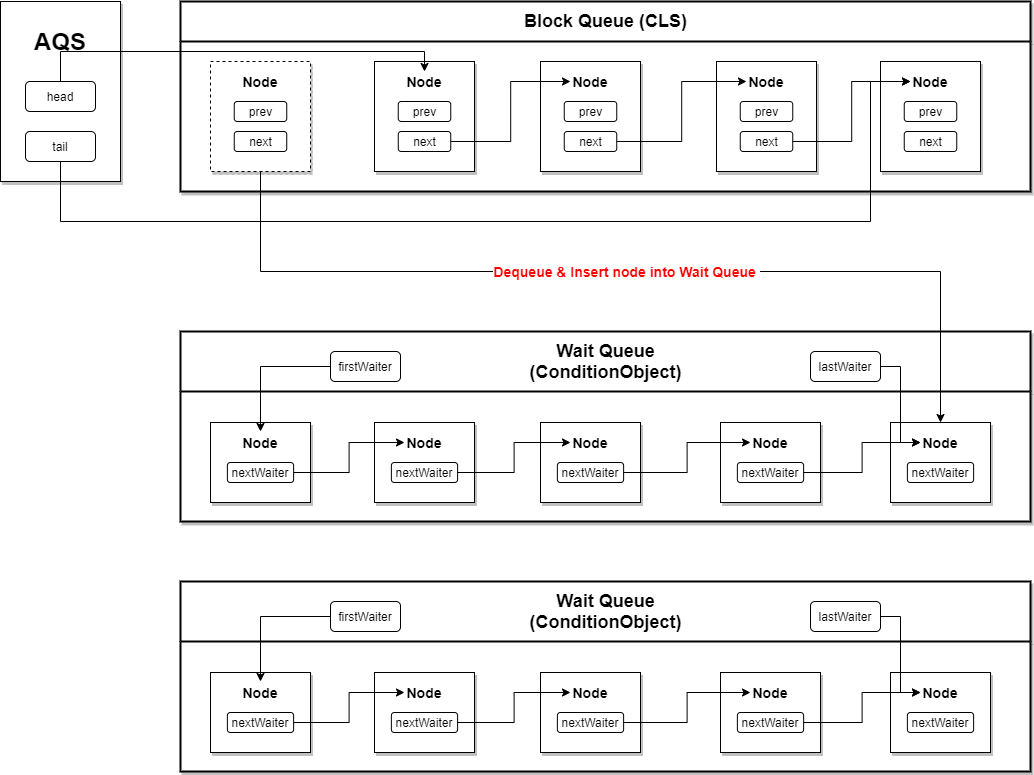 AQS
head
tail
Block Queue (CLS)
Node
prev
next
Node
prev
next
Node
prev
next
Node
prev
next
Node
prev
next
Dequeue & Insert node into Wait Queue
Wait Queue
(ConditionObject)
firstWaiter
lastWaiter
Node
nextWaiter
Node
nextWaiter
Node
nextWaiter
Node
nextWaiter
Node
nextWaiter
Wait Queue
(ConditionObject)
firstWaiter
lastWaiter
Node
nextWaiter
Node
nextWaiter
Node
nextWaiter
Node
nextWaiter
Node
nextWaiter